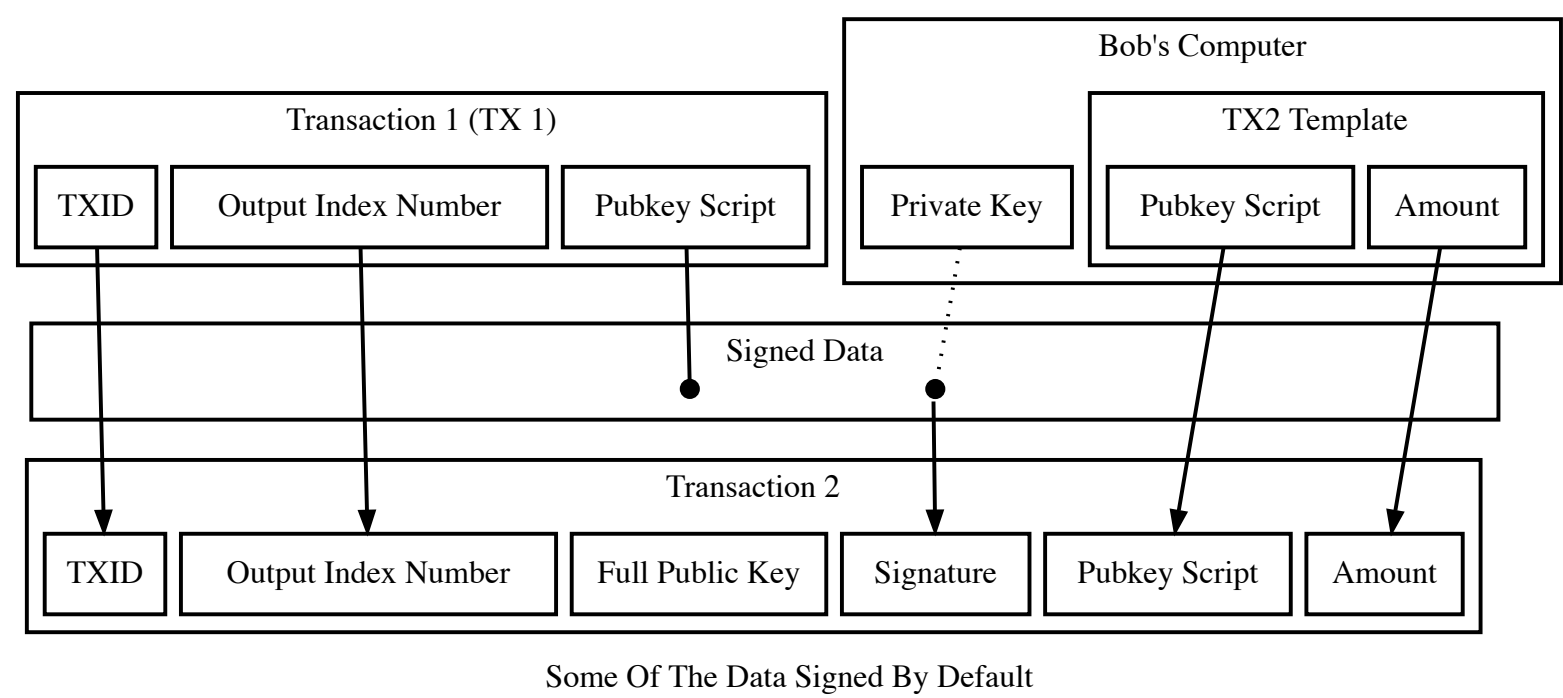 Bob's Computer
Transaction 1 (TX 1)
TX2 Template
TXID
Output Index Number
Pubkey Script
Private Key
Pubkey Script
Amount
Signed Data
Transaction 2
TXID
Output Index Number
Full Public Key
Signature
Pubkey Script
Amount
Some Of The Data Signed By Default